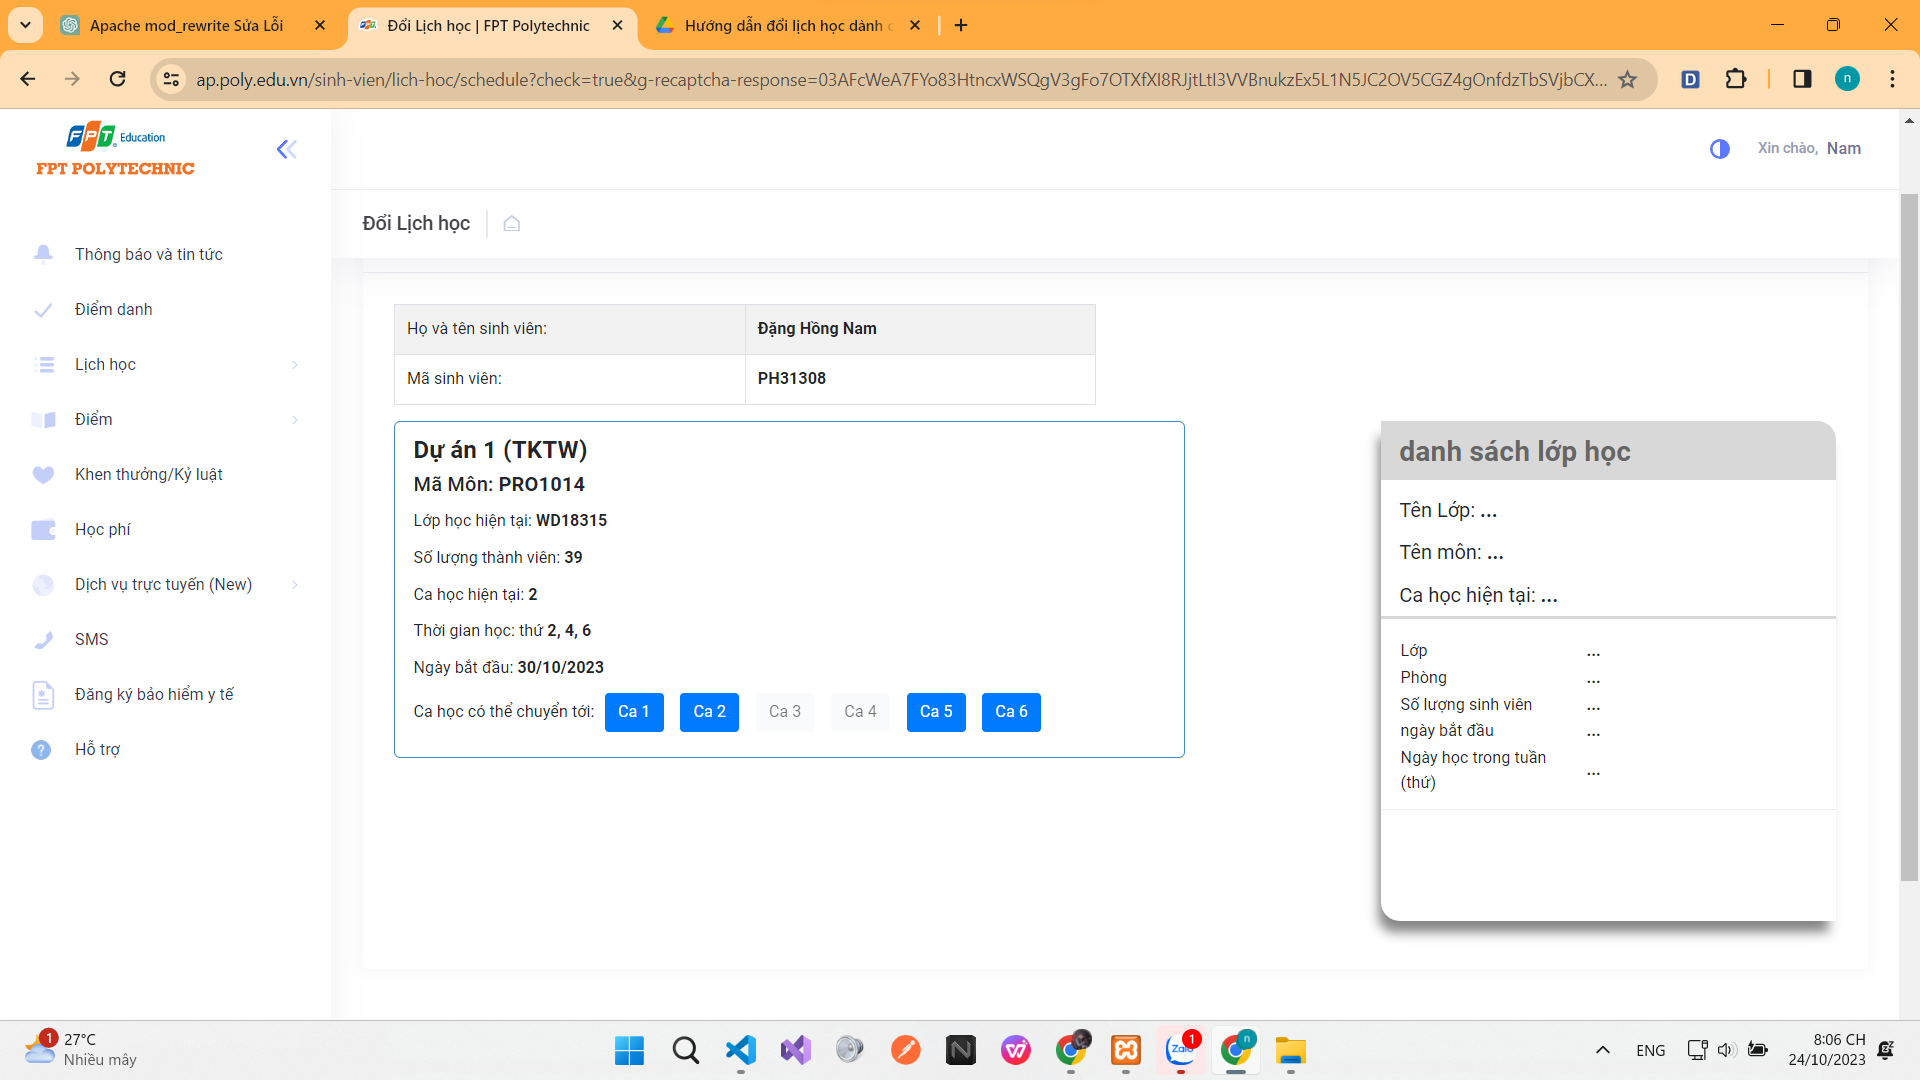 Apache mod_rewrite Sửa Lỗi
Đổi Lịch học | FPT Polytechnic
Hướng dẫn đổi lịch học dành c
ap.poly.edu.vn/sinh-vien/lich-hoc/schedule?check=true&g-recaptcha-response=03AFcWeA7FYo83HtncxWSQgV3gFo7OTXfXI8RJjtLtI3VVBnukzEx5L1N5JC2OV5CGZ4gOnfdzTbSVjbCX...
n
FPT Education
FPT POLYTECHNIC
Xin chào, Nam
Đổi Lịch học
Thông báo và tin tức
Điểm danh
Lịch học
Điểm
Khen thưởng/Kỷ luật
Học phí
Dịch vụ trực tuyến (New)
SMS
Đăng ký bảo hiểm y tế
Hỗ trợ
Họ và tên sinh viên: Đặng Hồng Nam
Mã sinh viên: PH31308
Dự án 1 (TKTW)
Mã Môn: PRO1014
Lớp học hiện tại: WD18315
Số lượng thành viên: 39
Ca học hiện tại: 2
Thời gian học: thứ 2, 4, 6
Ngày bắt đầu: 30/10/2023
Ca học có thể chuyển tới: Ca 1 Ca 2 Ca 3 Ca 4 Ca 5 Ca 6
danh sách lớp học
Tên Lớp: ...
Tên môn: ...
Ca học hiện tại: ...
Lớp ...
Phòng ...
Số lượng sinh viên ...
ngày bắt đầu ...
Ngày học trong tuần
(thứ) ...
1
27°C
Nhiều mây
Zalo
1
n
ENG
8:06 CH
24/10/2023